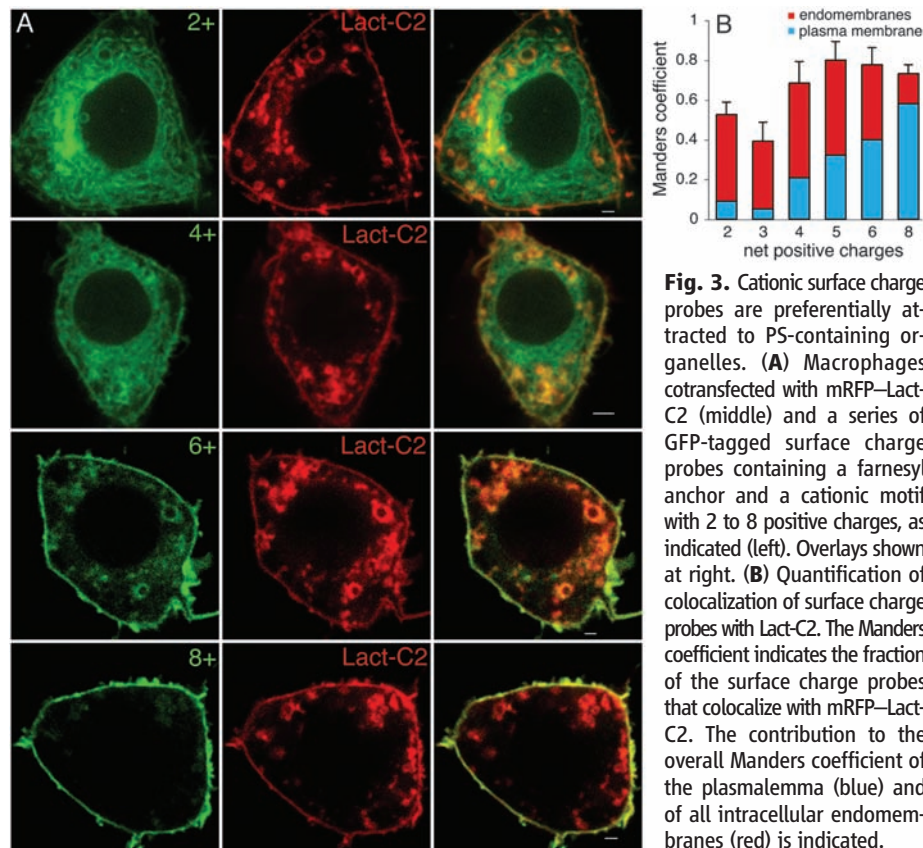 A
2+
Lact-C2
4+
Lact-C2
6+
Lact-C2
8+
Lact-C2
B
endomembranes
plasma membrane
Manders coefficient
1
0.8
0.6
0.4
0.2
0
2 3 4 5 6 8
net positive charges
Fig. 3. Cationic surface charge
probes are preferentially at-
tracted to PS-containing or-
ganelles. (A) Macrophages
cotransfected with mRFP–Lact-
C2 (middle) and a series of
GFP-tagged surface charge
probes containing a farnesyl
anchor and a cationic motif
with 2 to 8 positive charges, as
indicated (left). Overlays shown
at right. (B) Quantification of
colocalization of surface charge
probes with Lact-C2. The Manders
coefficient indicates the fraction
of the surface charge probes
that colocalize with mRFP–Lact-
C2. The contribution to the
overall Manders coefficient of
the plasmalemma (blue) and
of all intracellular endomem-
branes (red) is indicated.